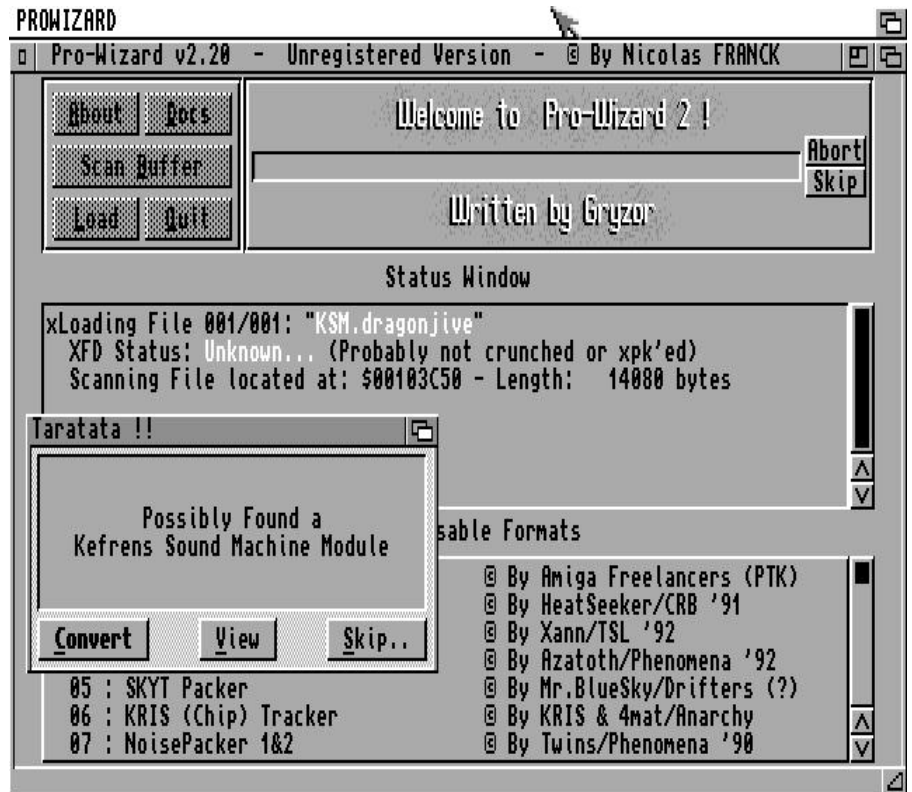 PROWIZARD
Pro-Wizard v2.20 - Unregistered Version - © By Nicolas FRANCK
About Docs
Scan Buffer
Load Quit
Welcome to Pro-Wizard 2 !
Abort
Skip
Written by Gryzor
Status Window
xLoading File 001/001: "KSM.dragonjive"
XFD Status: Unknown... (Probably not crunched or xpk'ed)
Scanning File located at: $00103C50 - Length: 14080 bytes
Taratata !!
Possibly Found a
Kefrens Sound Machine Module
Convert View Skip..
sable Formats
© By Amiga Freelancers (PTK)
© By HeatSeeker/CRB '91
© By Xann/TSL '92
© By Azatoth/Phenomena '92
05 : SKYT Packer © By Mr.BlueSky/Drifters (?)
06 : KRIS (Chip) Tracker © By KRIS & 4mat/Anarchy
07 : NoisePacker 1&2 © By Twins/Phenomena '90